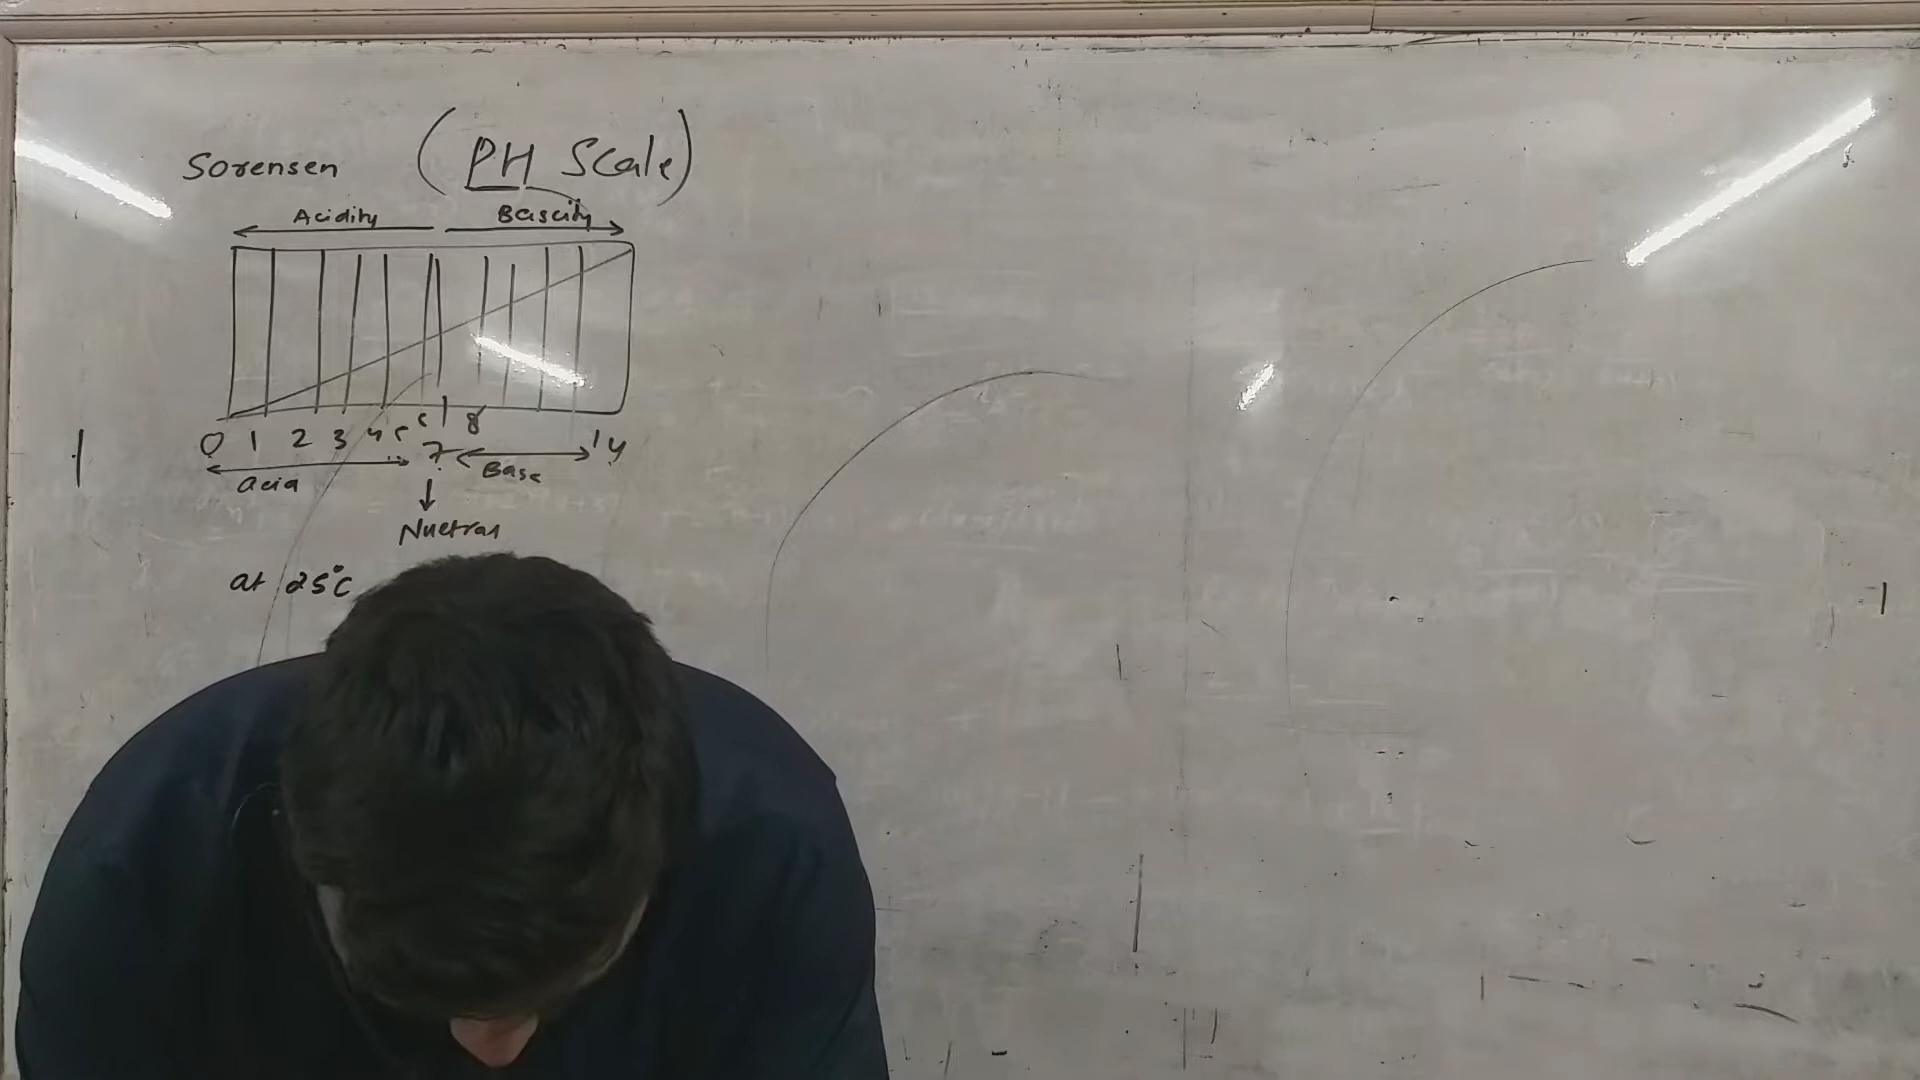 Sorensen (PH Scale)
Acidity Bascity
0 1 2 3 4 5 6 7 8 14
acid Base
Nuetral
at 25°C